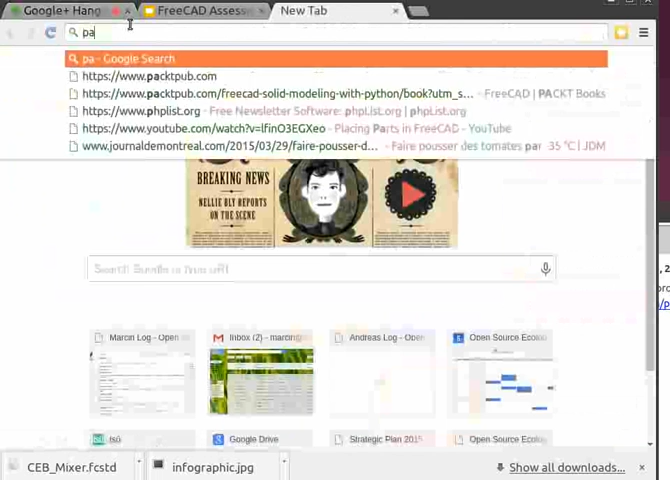 Google+ Hang
FreeCAD Assess
New Tab
pa
pa - Google Search
https://www.packtpub.com
https://www.packtpub.com/freecad-solid-modeling-with-python/book?utm_s... - FreeCAD | PACKT Books
https://www.phplist.org - Free Newsletter Software: phpList.org | phpList.org
https://www.youtube.com/watch?v=lfinO3EGXeo - Placing Parts in FreeCAD - YouTube
www.journaldemontreal.com/2015/03/29/faire-pousser-d... - Faire pousser des tomates par -35 °C | JDM
BREAKING NEWS
NELLIE BLY REPORTS
ON THE SCENE
Marcin Log - Open
Inbox (2) - marcin@
Andreas Log - Open
Open Source Ecolo
Google Drive
Strategic Plan 2015
Open Source Ecolo
CEB_Mixer.fcstd
infographic.jpg
Show all downloads...